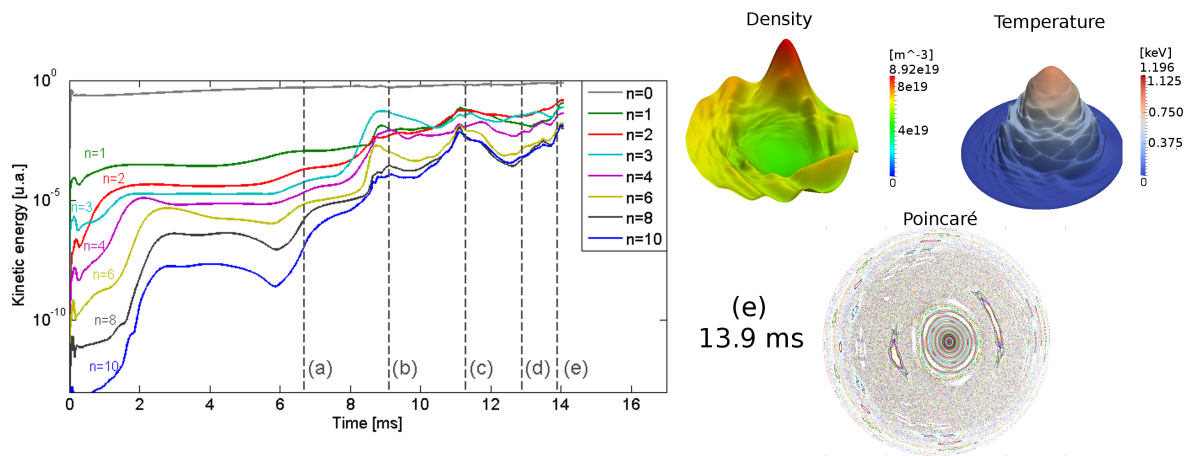 Density
Temperature
[m^-3]
8.92e19
8e19
4e19
0
[keV]
1.196
1.125
0.750
0.375
0
Kinetic energy [u.a.]
10^0
10^-5
10^-10
n=1
n=2
n=3
n=4
n=6
n=8
n=10
n=0
n=1
n=2
n=3
n=4
n=6
n=8
n=10
(a) (b) (c) (d) (e)
0 2 4 6 8 10 12 14 16
Time [ms]
Poincaré
(e)
13.9 ms